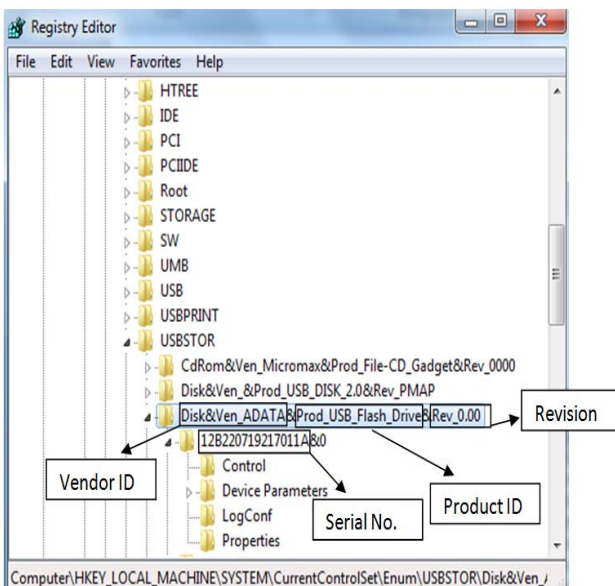 Registry Editor
File Edit View Favorites Help
HTREE
IDE
PCI
PCIIDE
Root
STORAGE
SW
UMB
USB
USBPRINT
USBSTOR
CdRom&Ven_Micromax&Prod_File-CD_Gadget&Rev_0000
Disk&Ven_&Prod_USB_DISK_2.0&Rev_PMAP
Disk&Ven_ADATA&Prod_USB_Flash_Drive&Rev_0.00
Revision
12B220719217011A&0
Control
Vendor ID
Device Parameters
Product ID
LogConf
Serial No.
Properties
Computer\HKEY_LOCAL_MACHINE\SYSTEM\CurrentControlSet\Enum\USBSTOR\Disk&Ven_